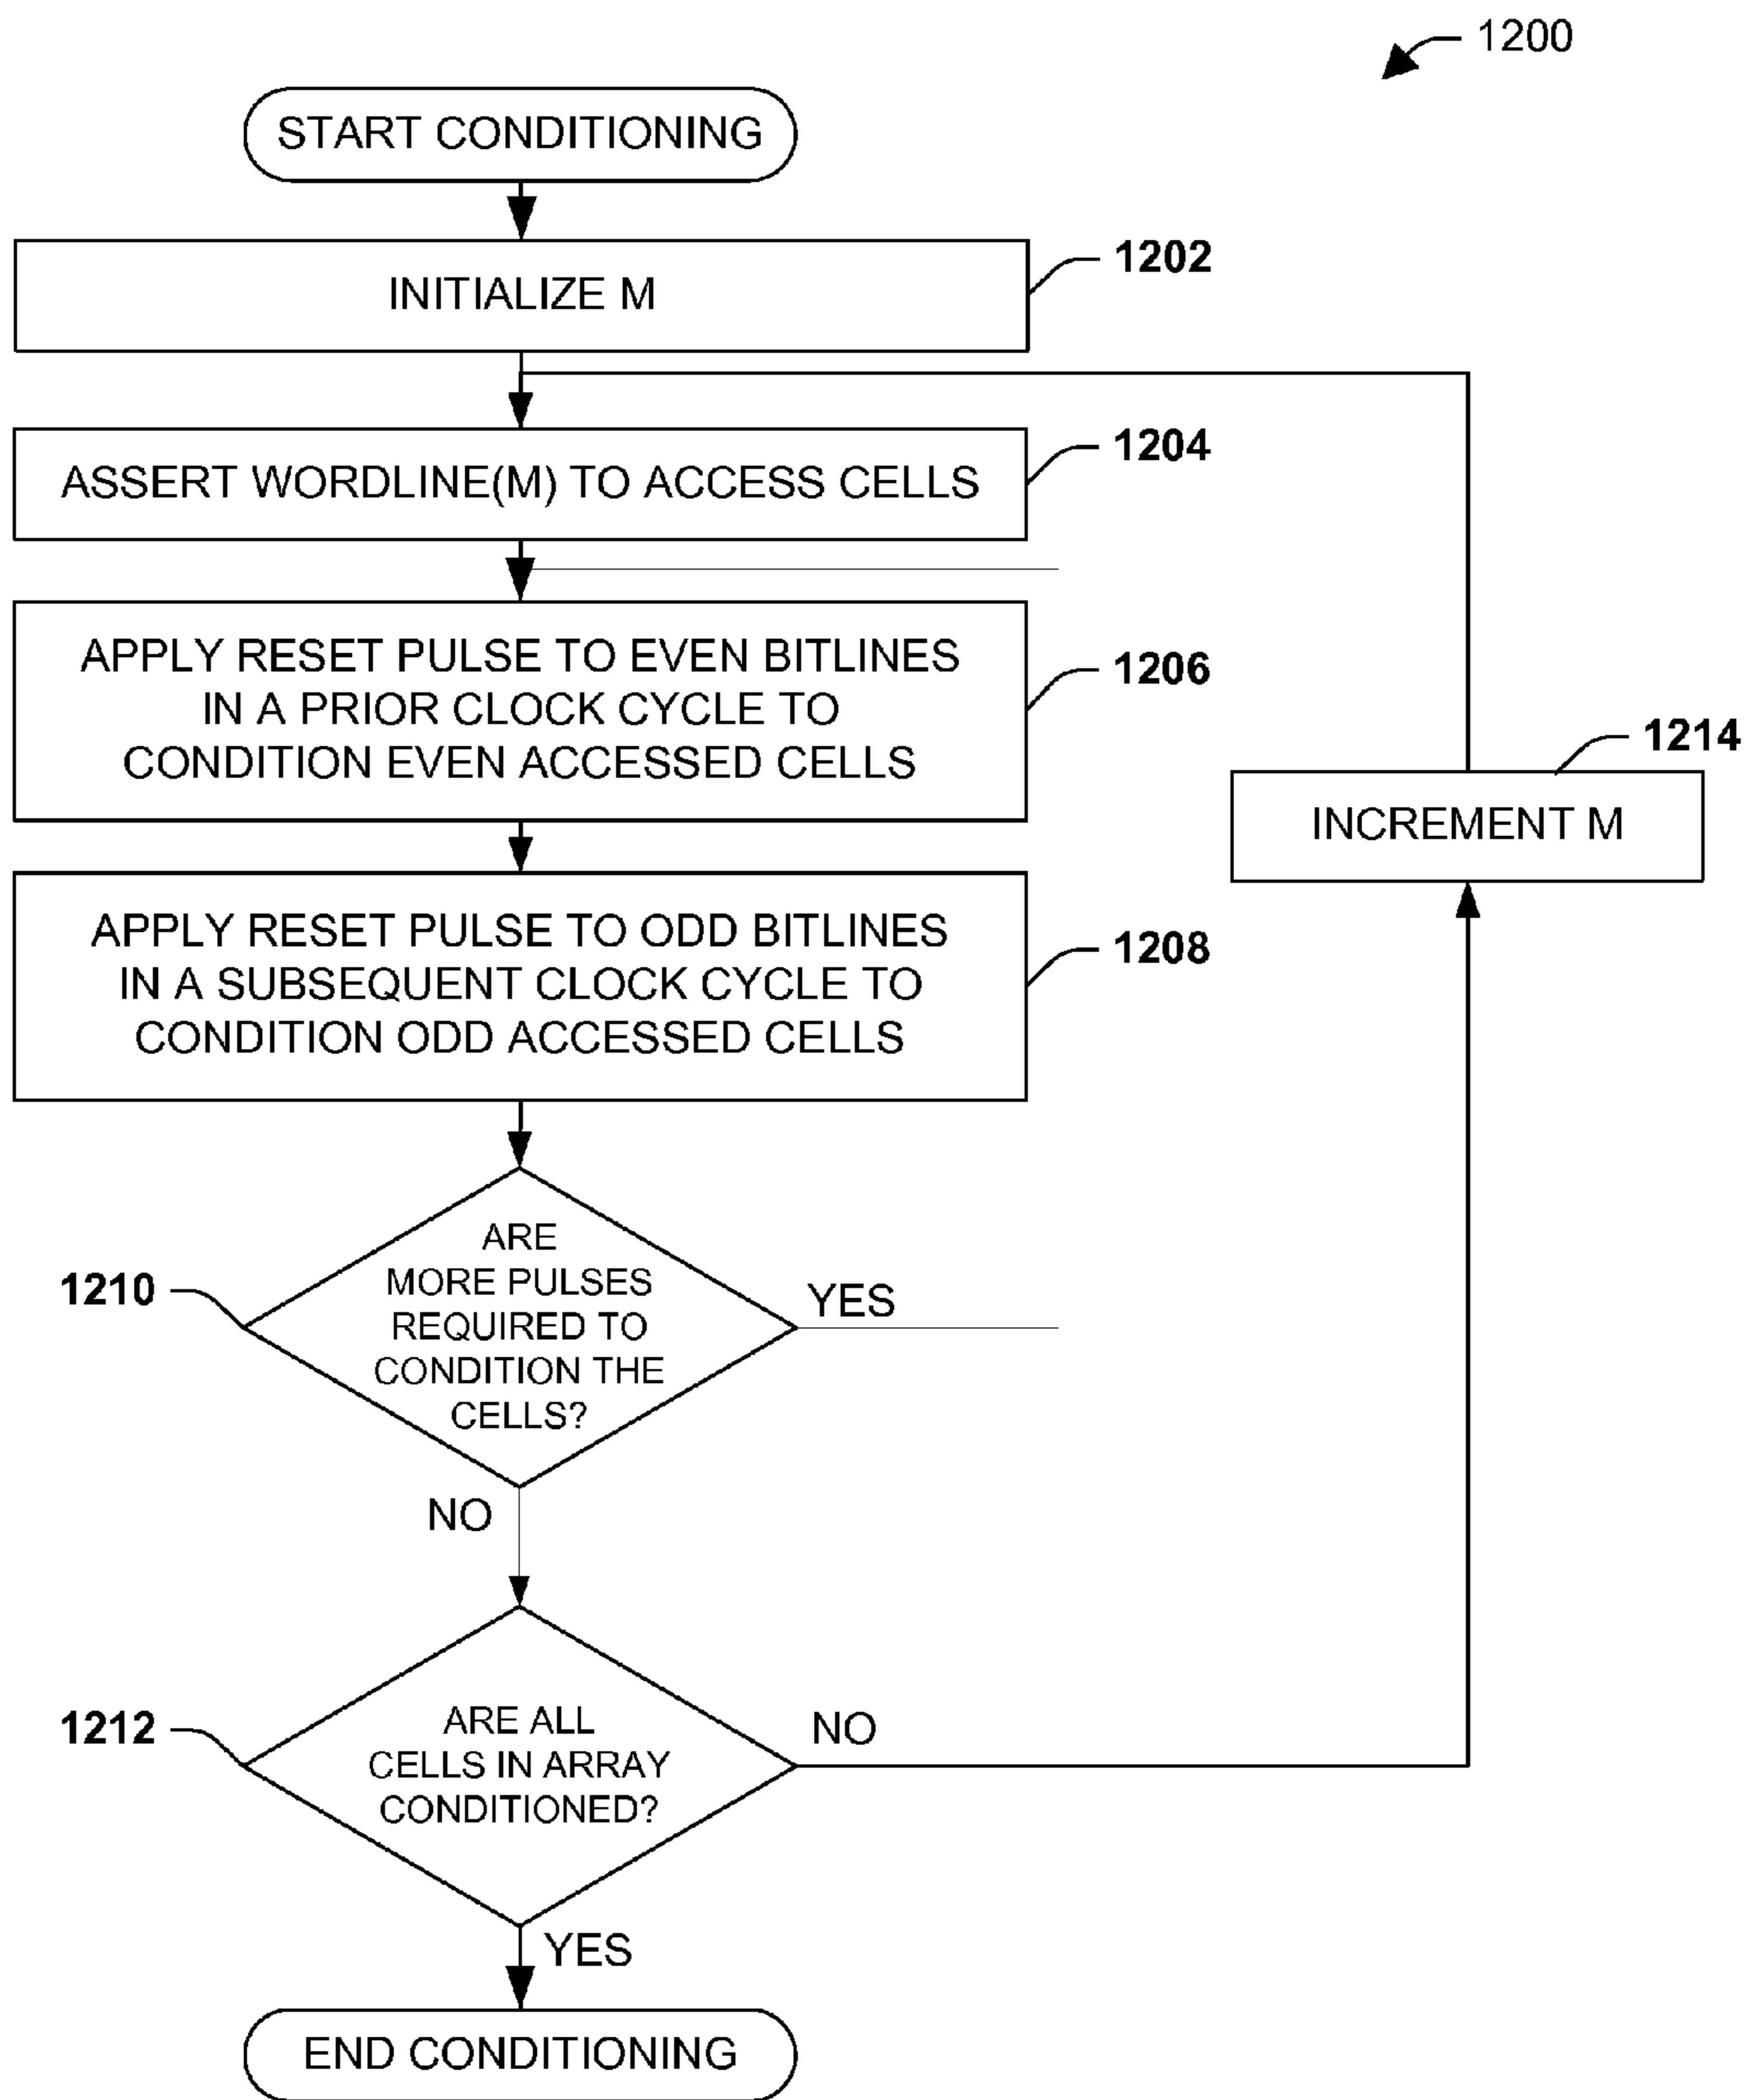 1200
START CONDITIONING
1202
INITIALIZE M
1204
ASSERT WORDLINE(M) TO ACCESS CELLS
APPLY RESET PULSE TO EVEN BITLINES
IN A PRIOR CLOCK CYCLE TO
CONDITION EVEN ACCESSED CELLS
1206
1214
INCREMENT M
APPLY RESET PULSE TO ODD BITLINES
IN A SUBSEQUENT CLOCK CYCLE TO
CONDITION ODD ACCESSED CELLS
1208
1210
ARE
MORE PULSES
REQUIRED TO
CONDITION THE
CELLS?
YES
NO
1212
ARE ALL
CELLS IN ARRAY
CONDITIONED?
NO
YES
END CONDITIONING